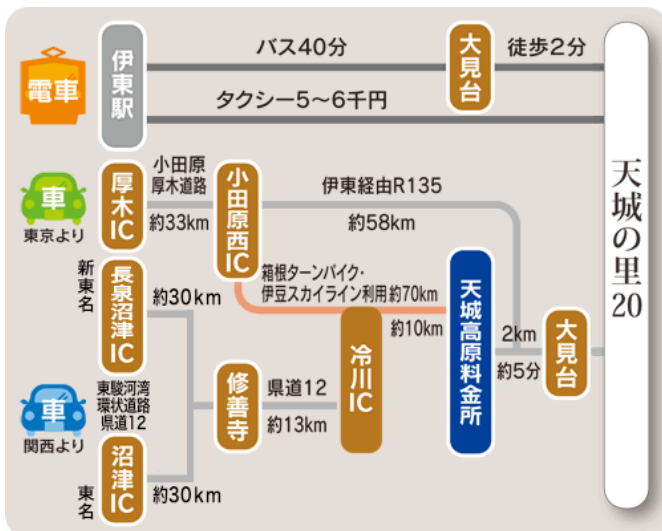 電車
伊東駅
バス40分
大見台
徒歩2分
タクシー5～6千円
天城の里20
車
東京より
厚木IC
小田原
厚木道路
約33km
小田原西IC
伊東経由R135
約58km
箱根ターンパイク・
伊豆スカイライン利用 約70km
約10km
天城高原料金所
2km
約5分
大見台
新東名
長泉沼津IC
約30km
車
関西より
東駿河湾
環状道路
県道12
修善寺
県道12
約13km
冷川IC
東名
沼津IC
約30km